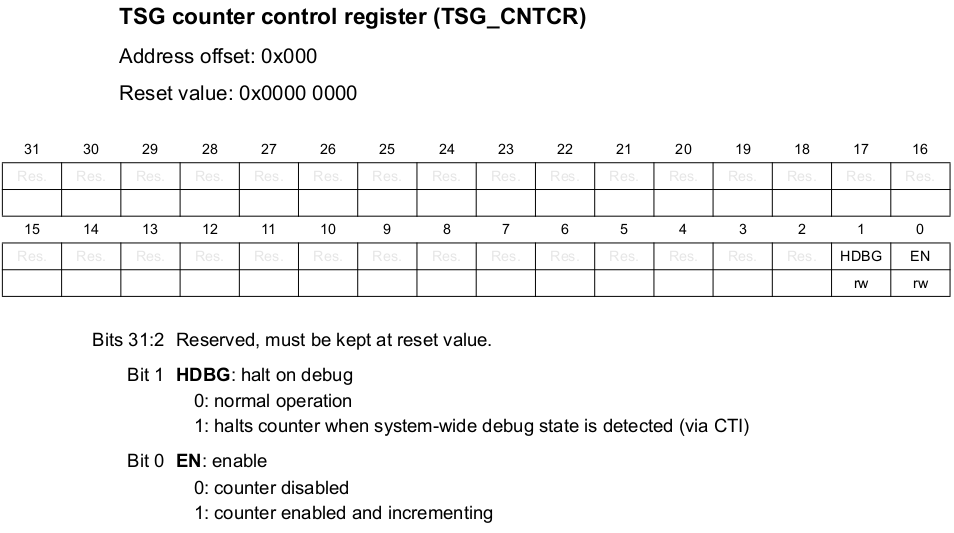 TSG counter control register (TSG_CNTCR)
Address offset: 0x000
Reset value: 0x0000 0000
31 30 29 28 27 26 25 24 23 22 21 20 19 18 17 16
Res. Res. Res. Res. Res. Res. Res. Res. Res. Res. Res. Res. Res. Res. Res. Res.
15 14 13 12 11 10 9 8 7 6 5 4 3 2 1 0
Res. Res. Res. Res. Res. Res. Res. Res. Res. Res. Res. Res. Res. Res. HDBG EN
rw rw
Bits 31:2 Reserved, must be kept at reset value.
Bit 1 HDBG: halt on debug
0: normal operation
1: halts counter when system-wide debug state is detected (via CTI)
Bit 0 EN: enable
0: counter disabled
1: counter enabled and incrementing